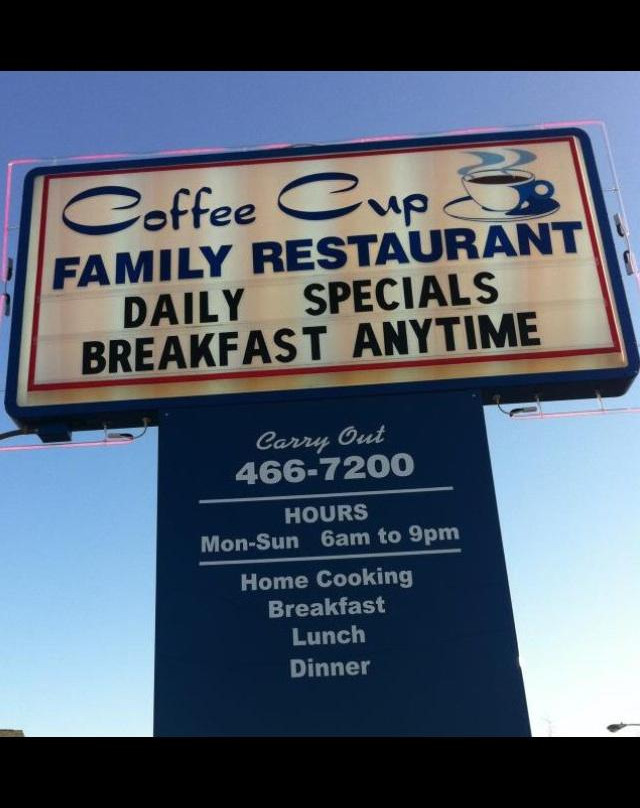 Coffee Cup
FAMILY RESTAURANT
DAILY SPECIALS
BREAKFAST ANYTIME
Carry Out
466-7200
HOURS
Mon-Sun 6am to 9pm
Home Cooking
Breakfast
Lunch
Dinner